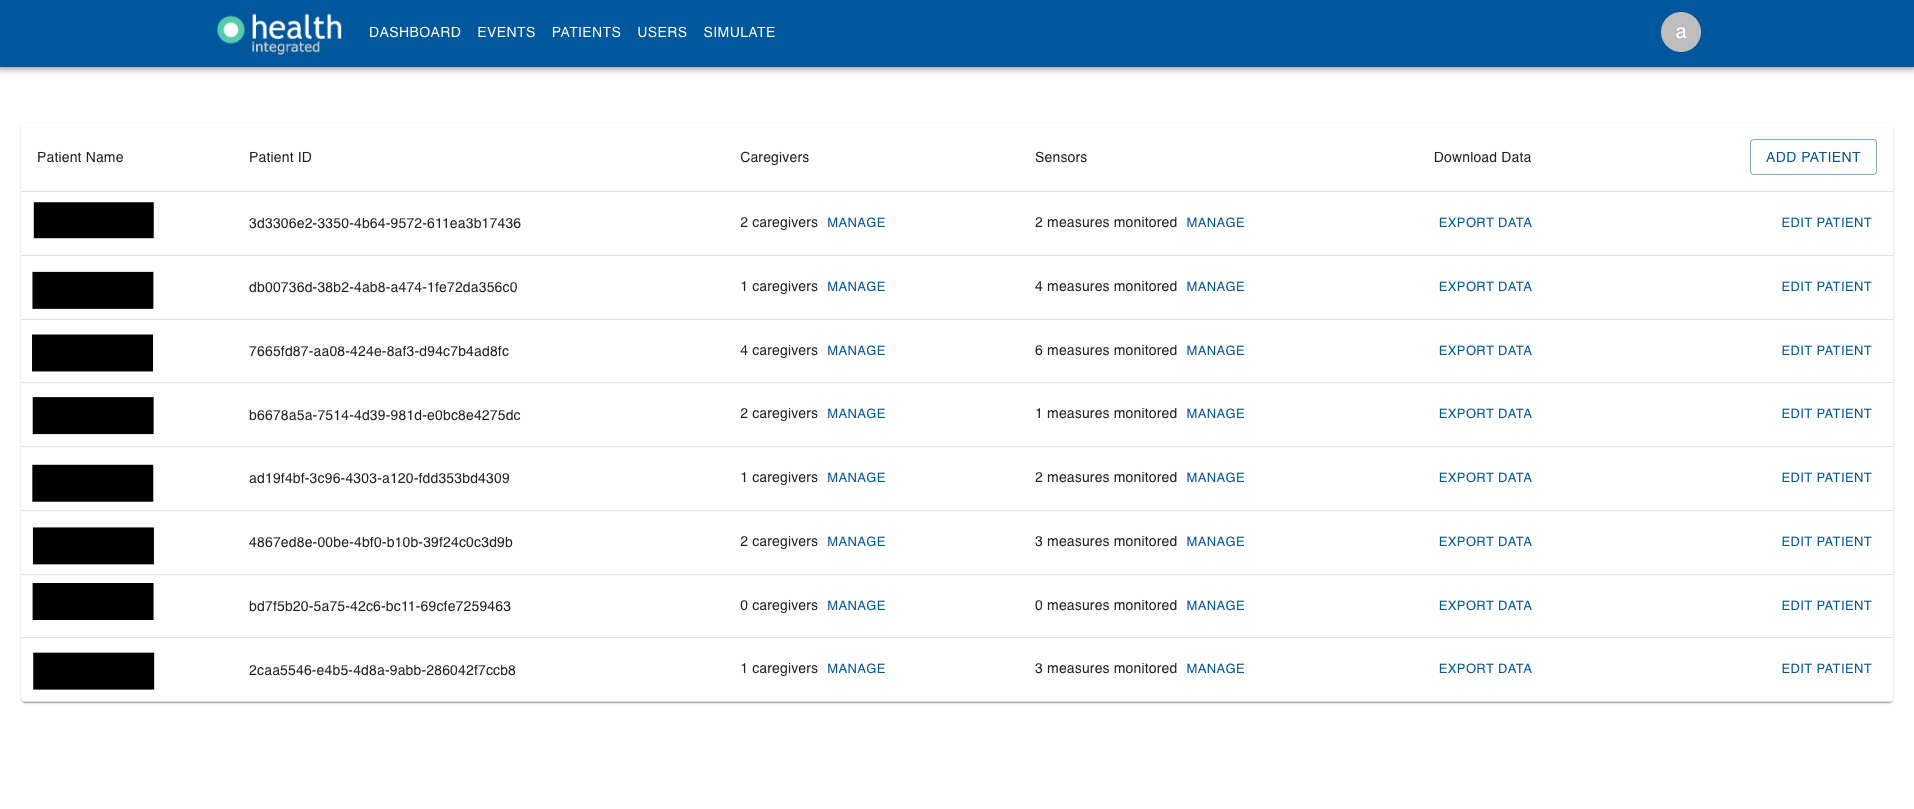 health
integrated
DASHBOARD EVENTS PATIENTS USERS SIMULATE
a
Patient Name Patient ID Caregivers Sensors Download Data ADD PATIENT
3d3306e2-3350-4b64-9572-611ea3b17436 2 caregivers MANAGE 2 measures monitored MANAGE EXPORT DATA EDIT PATIENT
db00736d-38b2-4ab8-a474-1fe72da356c0 1 caregivers MANAGE 4 measures monitored MANAGE EXPORT DATA EDIT PATIENT
7665fd87-aa08-424e-8af3-d94c7b4ad8fc 4 caregivers MANAGE 6 measures monitored MANAGE EXPORT DATA EDIT PATIENT
b6678a5a-7514-4d39-981d-e0bc8e4275dc 2 caregivers MANAGE 1 measures monitored MANAGE EXPORT DATA EDIT PATIENT
ad19f4bf-3c96-4303-a120-fdd353bd4309 1 caregivers MANAGE 2 measures monitored MANAGE EXPORT DATA EDIT PATIENT
4867ed8e-00be-4bf0-b10b-39f24c0c3d9b 2 caregivers MANAGE 3 measures monitored MANAGE EXPORT DATA EDIT PATIENT
bd7f5b20-5a75-42c6-bc11-69cfe7259463 0 caregivers MANAGE 0 measures monitored MANAGE EXPORT DATA EDIT PATIENT
2caa5546-e4b5-4d8a-9abb-286042f7ccb8 1 caregivers MANAGE 3 measures monitored MANAGE EXPORT DATA EDIT PATIENT